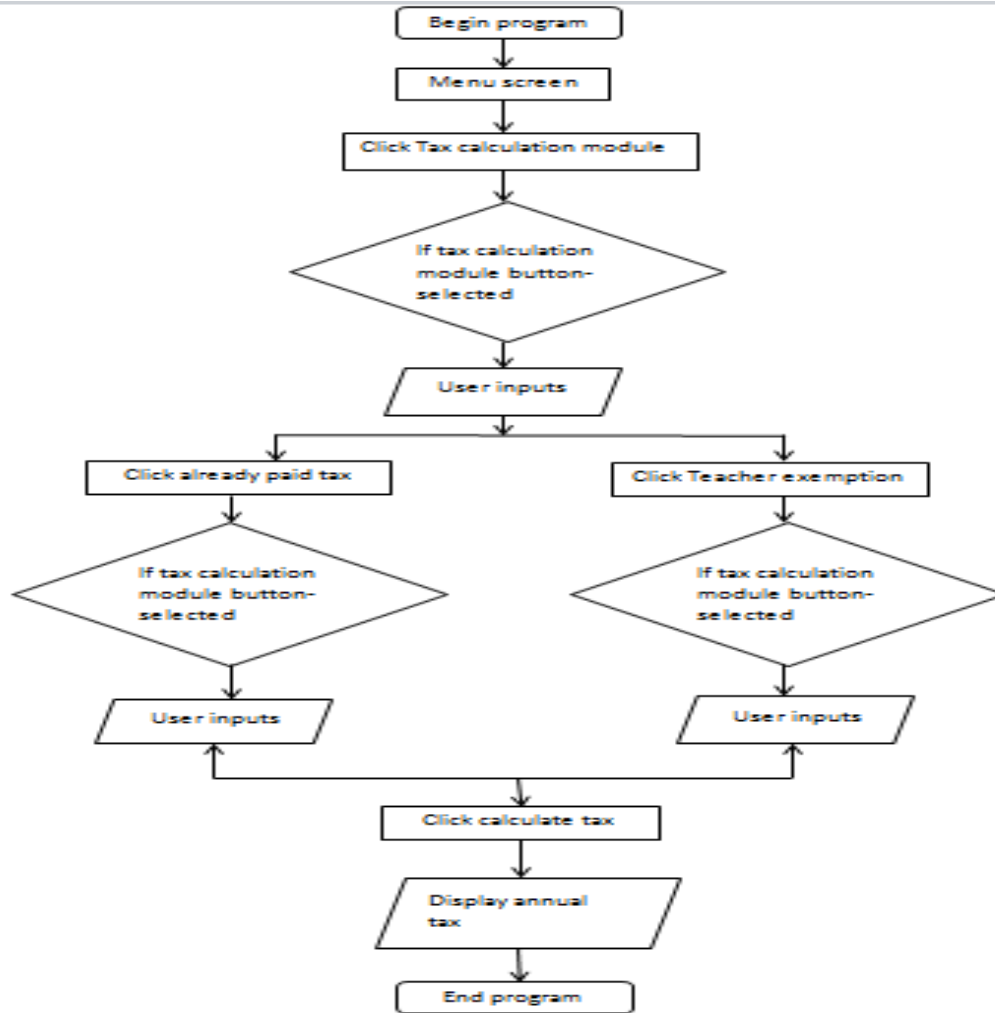 Begin program
Menu screen
Click Tax calculation module
If tax calculation
module button-
selected
User inputs
Click already paid tax
Click Teacher exemption
If tax calculation
module button-
selected
If tax calculation
module button-
selected
User inputs
User inputs
Click calculate tax
Display annual
tax
End program